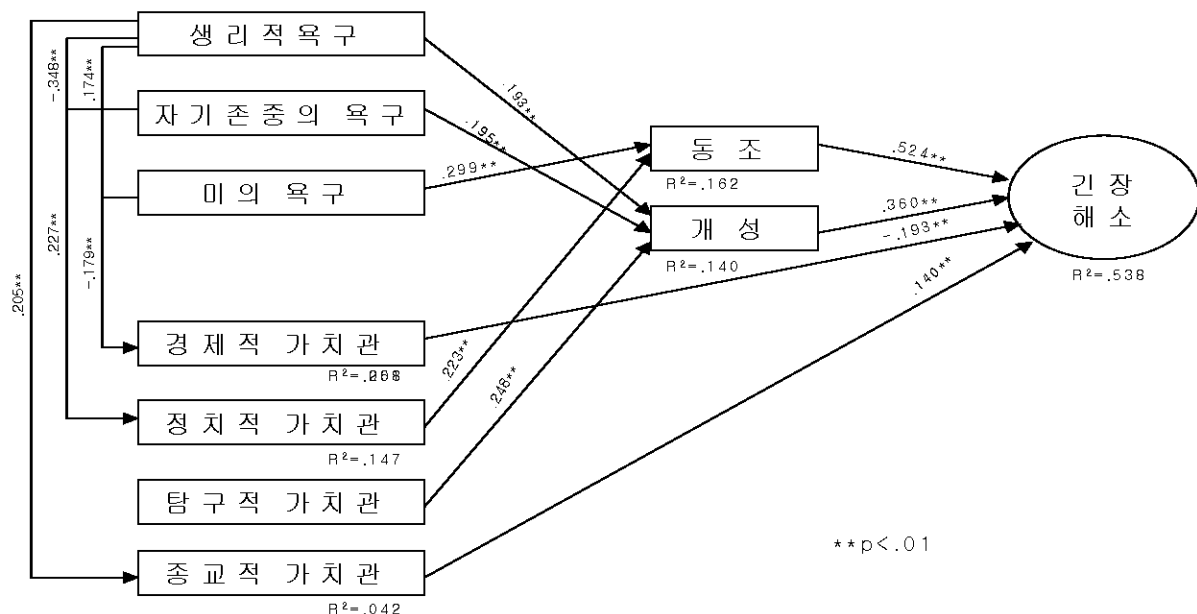 생리적욕구
-.348**
.174**
자기존중의 욕구
.193**
.195**
동 조
R²=.162
.524**
긴 장
해 소
R²=.538
미의 욕구
.299**
개 성
R²=.140
.360**
-.193**
.140**
.227**
-.179**
.205**
경제적 가치관
.223**
.248**
정치적 가치관
R²=.147
탐구적 가치관
**p<.01
종교적 가치관
R²=.042